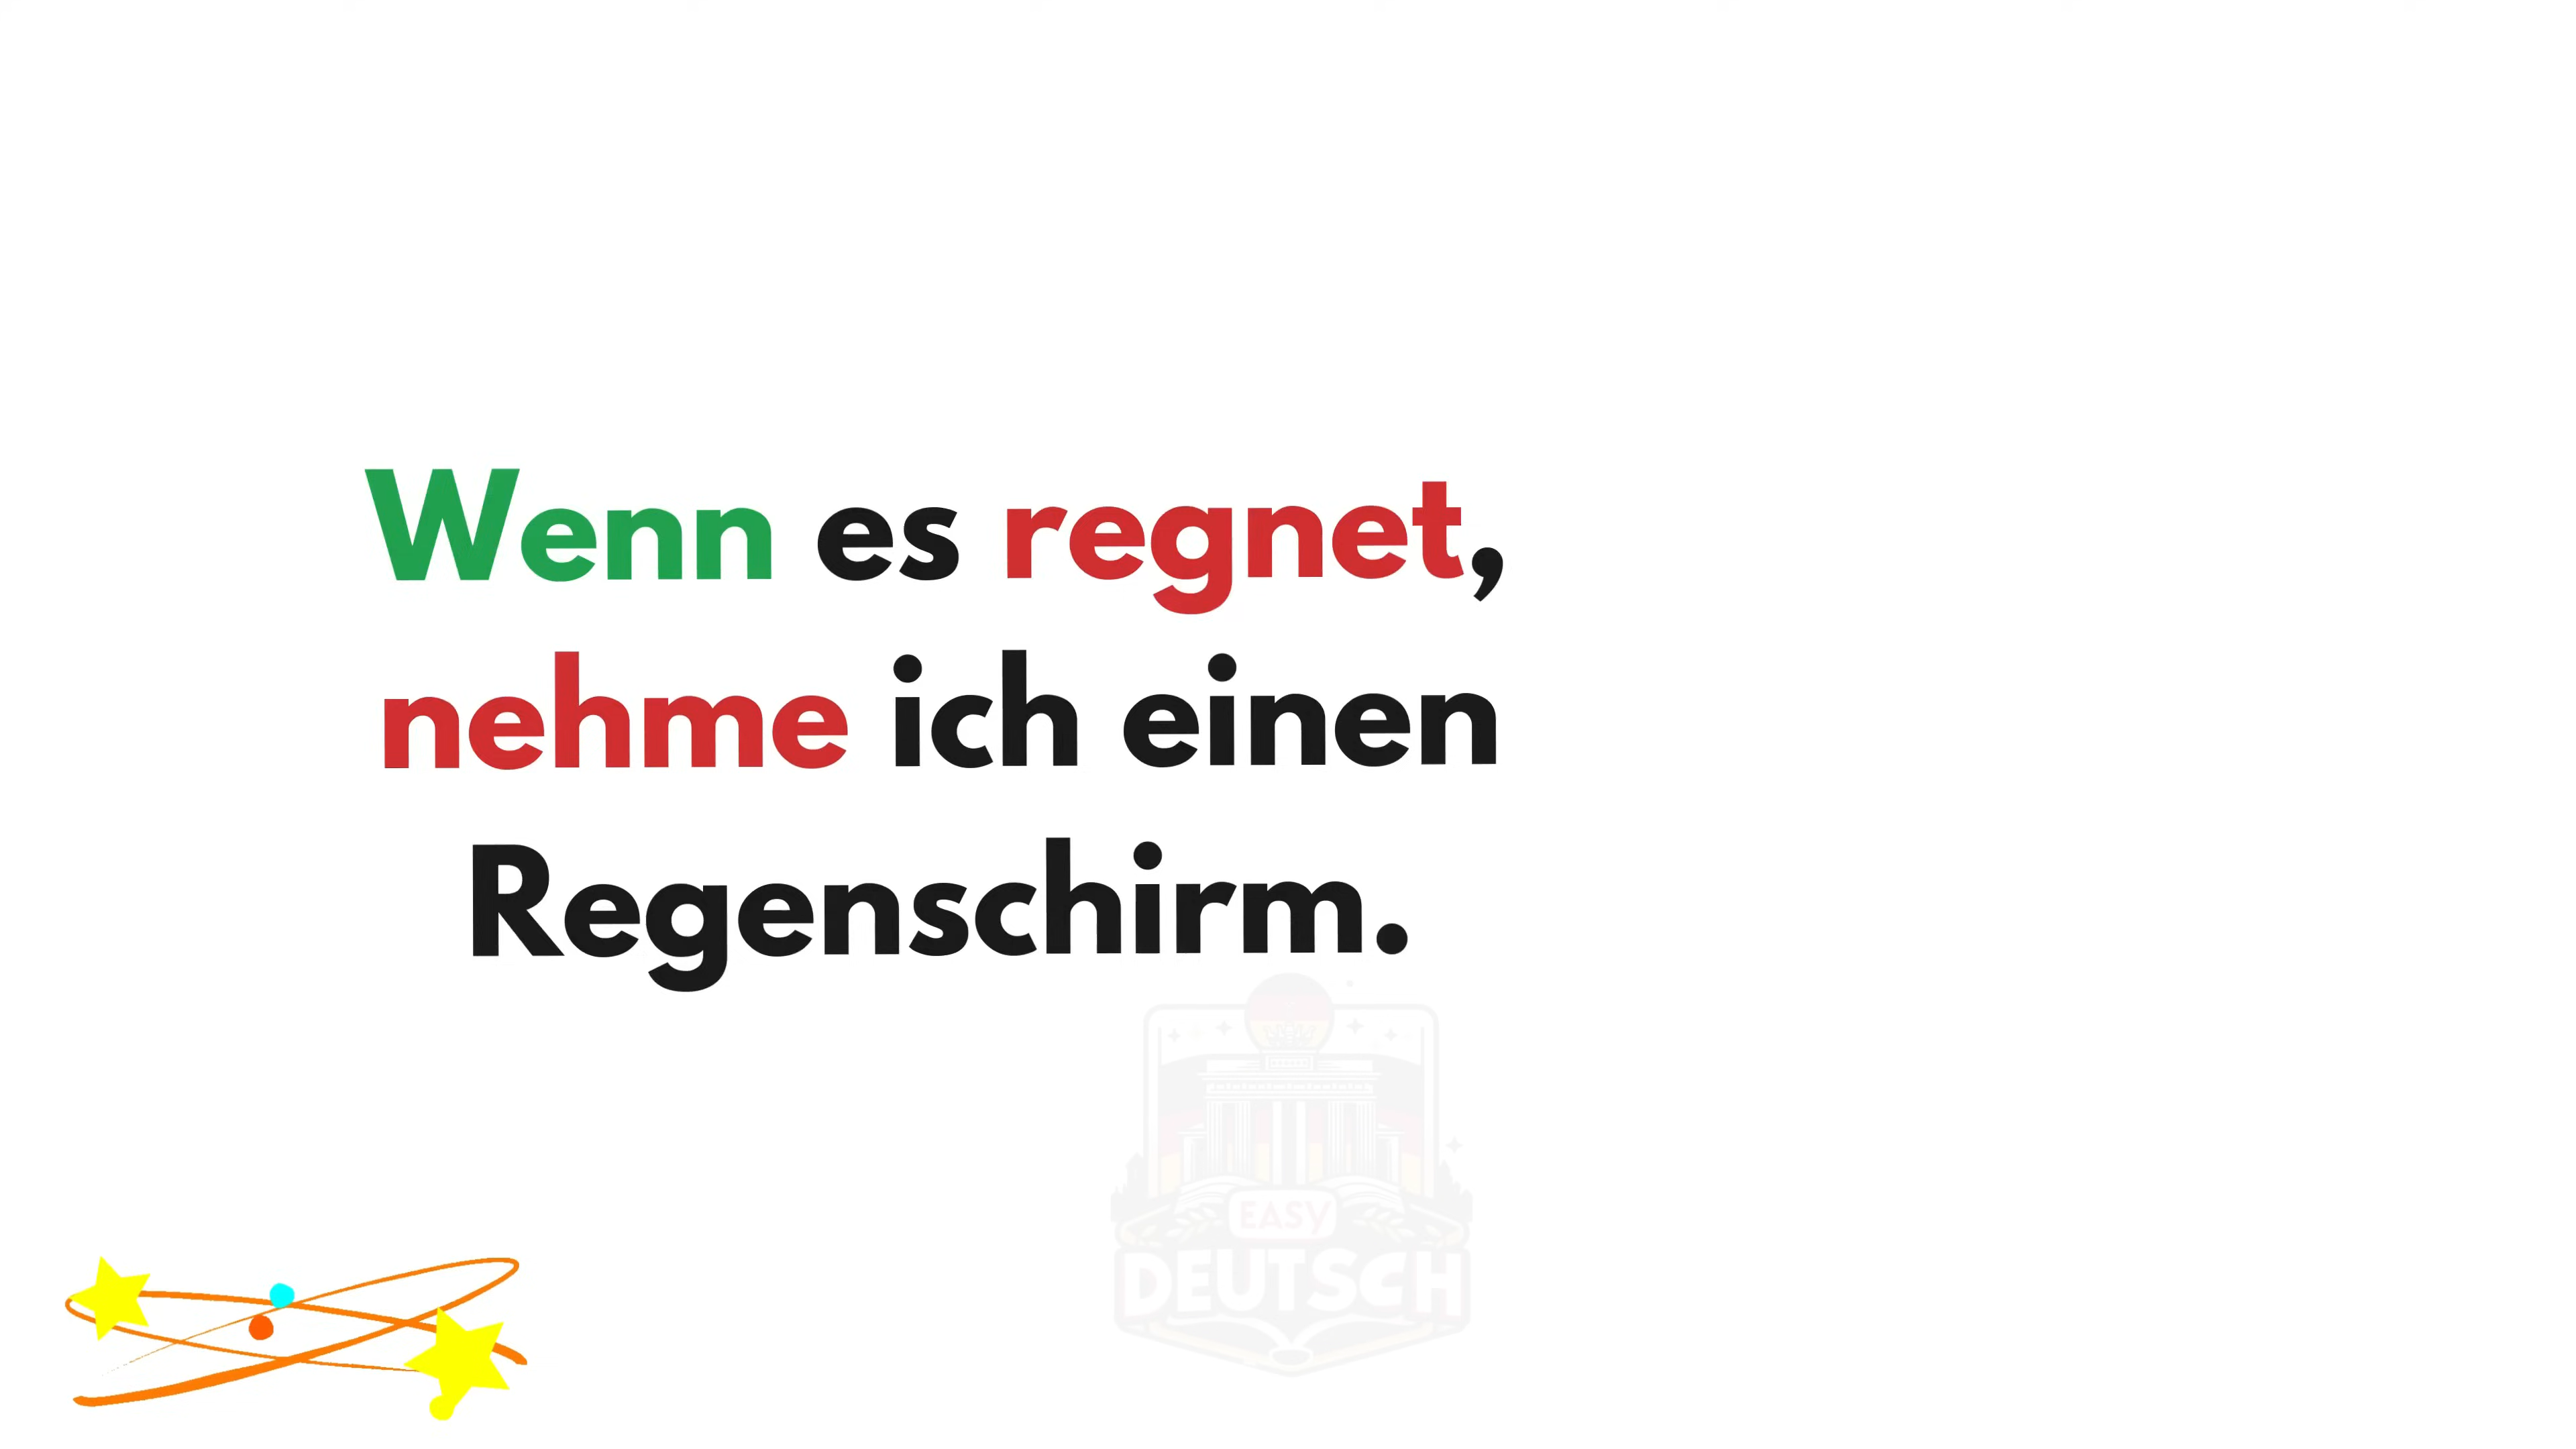 Wenn es regnet,
nehme ich einen
Regenschirm.
EASY
DEUTSCH